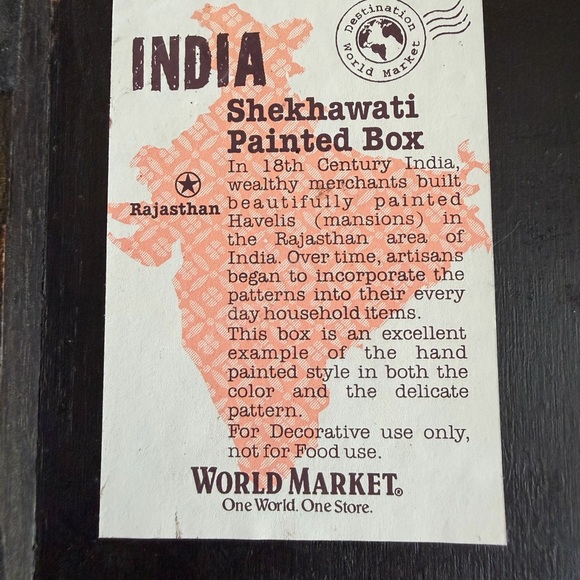 Destination
World Market
INDIA
Shekhawati
Painted Box
In 18th Century India,
wealthy merchants built
beautifully painted
Havelis (mansions) in
the Rajasthan area of
India. Over time, artisans
began to incorporate the
patterns into their every
day household items.
This box is an excellent
example of the hand
painted style in both the
color and the delicate
pattern.
For Decorative use only,
not for Food use.
Rajasthan
WORLD MARKET®
One World. One Store.